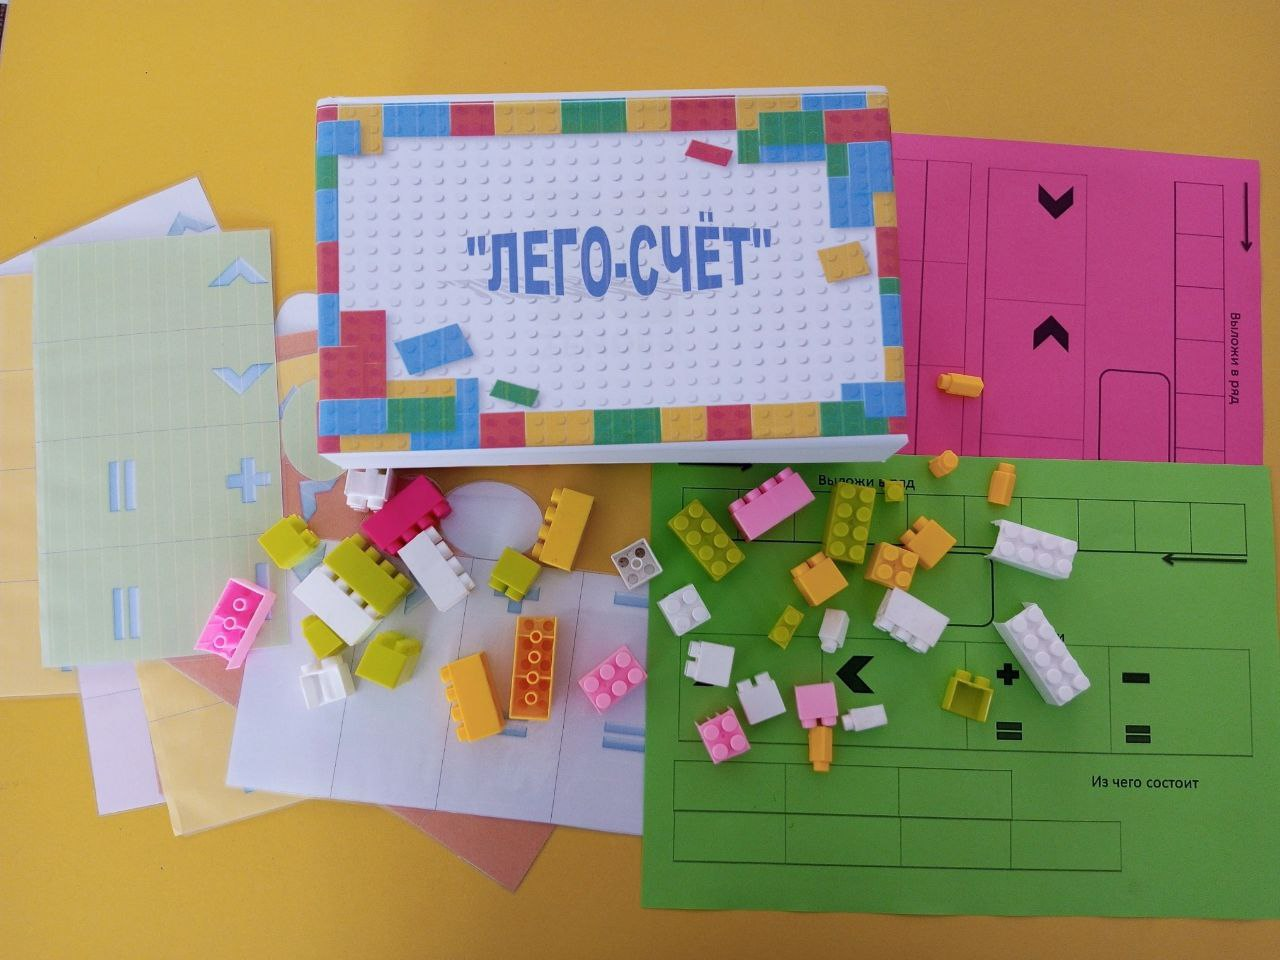 "ЛЕГО-СЧЁТ"
Выложи в ряд
Выложи в ряд
+
=
<
+ -
= =
Из чего состоит